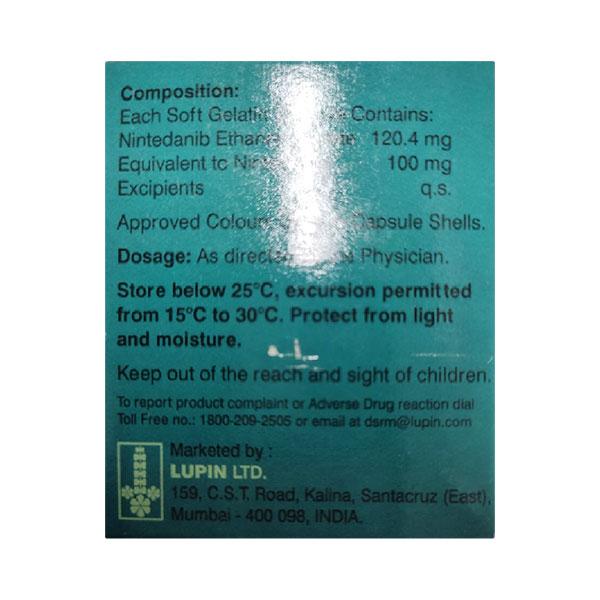 Composition:
Each Soft Gelatin Contains:
Nintedanib 120.4 mg
Equivalent to 100 mg
Excipients q.s.
Approved Capsule Shells.
Dosage: As Physician.
Store below 25°C, excursion permitted
from 15°C to 30°C. Protect from light
and moisture.
Keep out of the reach and sight of children.
To report product complaint or Adverse Drug reaction dial
Toll Free no.: 1800-209-2505 or email at dsrm@lupin.com
Marketed by :
LUPIN LTD.
159, C.S.T. Road, Kalina, Santacruz (East),
Mumbai - 400 098, INDIA.